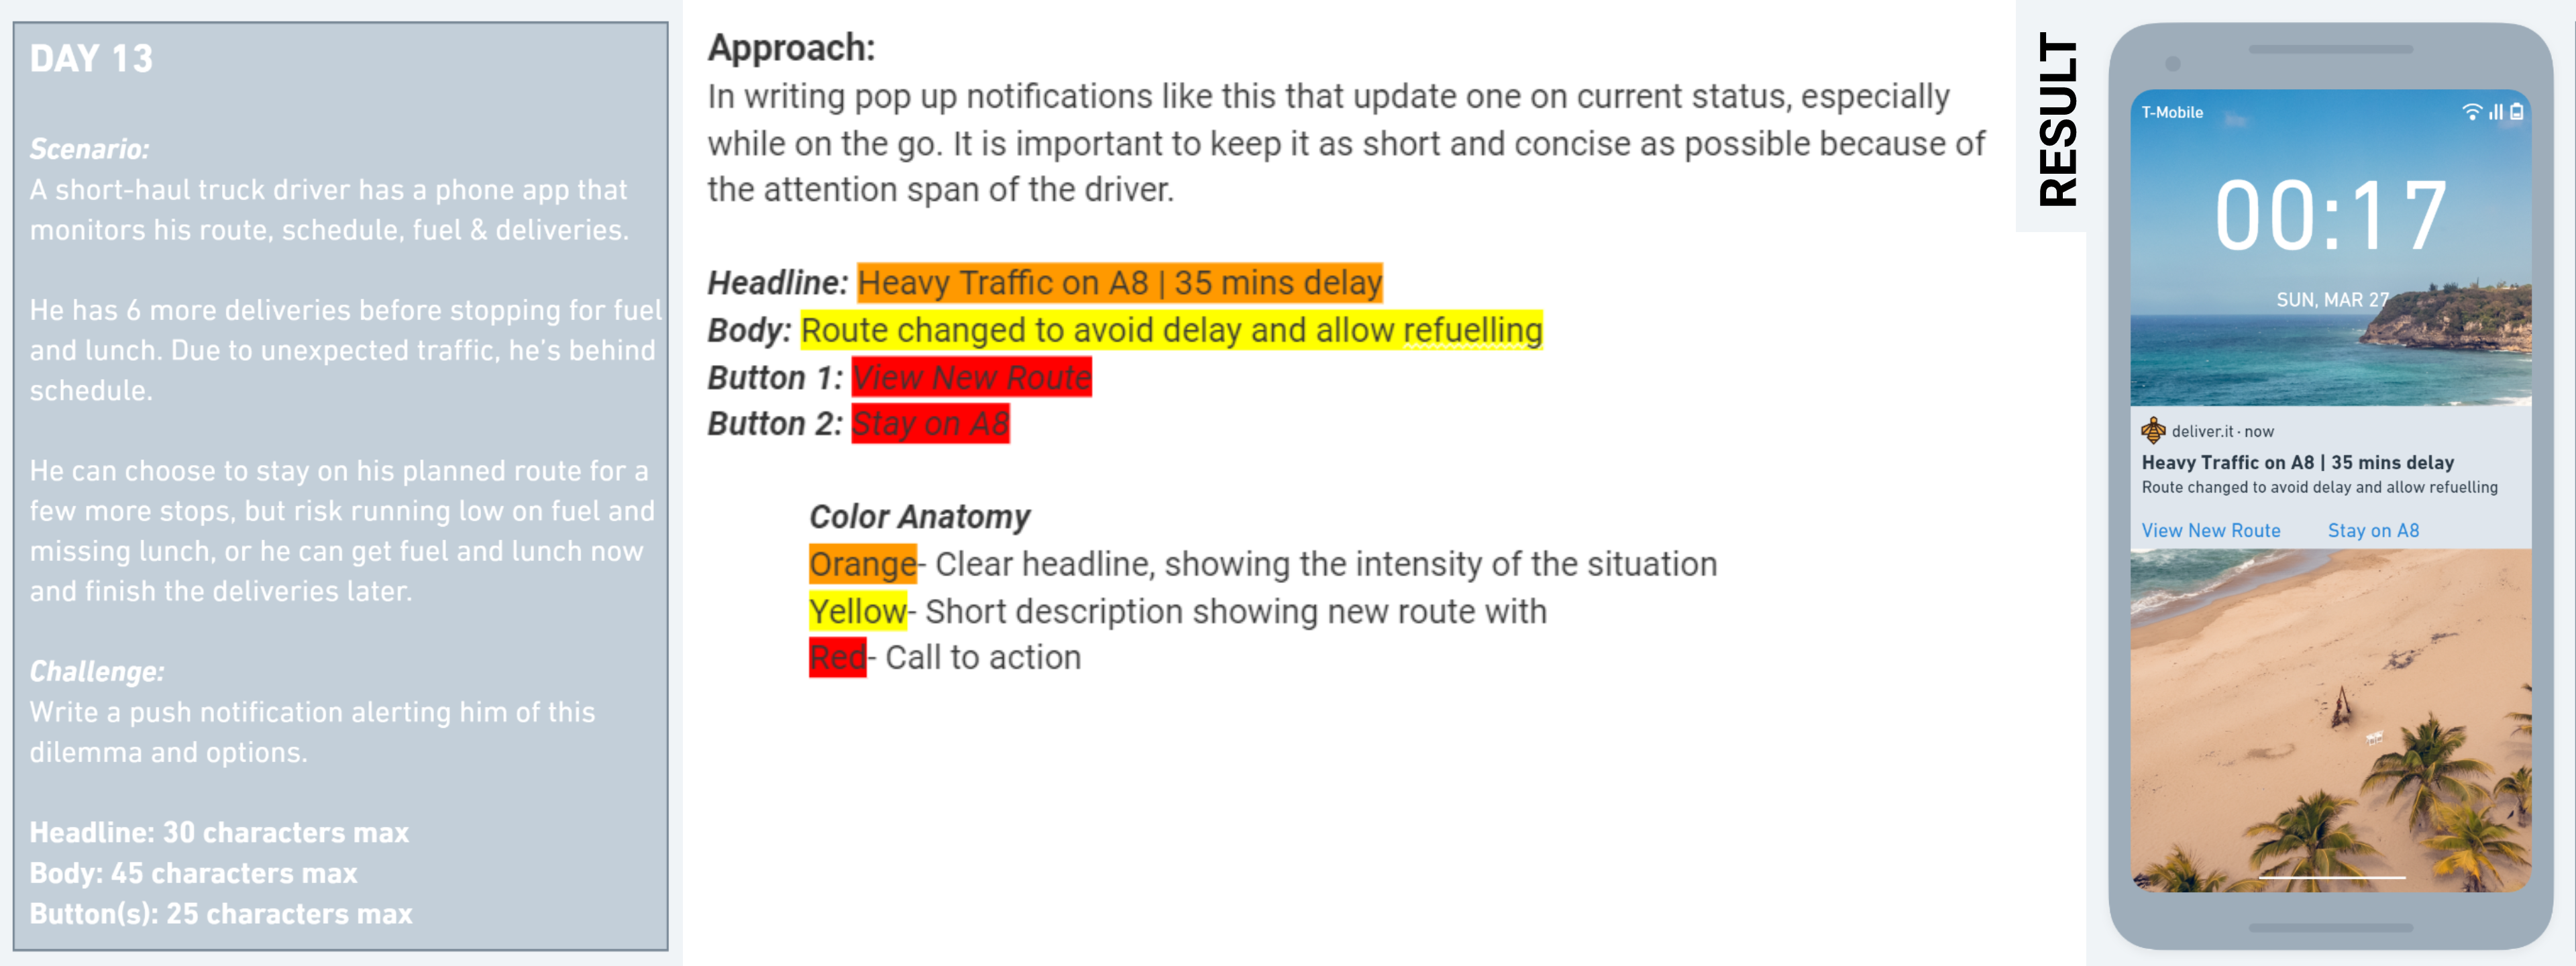 DAY 13
Scenario:
A short-haul truck driver has a phone app that
monitors his route, schedule, fuel & deliveries.
He has 6 more deliveries before stopping for fuel
and lunch. Due to unexpected traffic, he's behind
schedule.
He can choose to stay on his planned route for a
few more stops, but risk running low on fuel and
missing lunch, or he can get fuel and lunch now
and finish the deliveries later.
Challenge:
Write a push notification alerting him of this
dilemma and options.
Headline: 30 characters max
Body: 45 characters max
Button(s): 25 characters max
Approach:
In writing pop up notifications like this that update one on current status, especially
while on the go. It is important to keep it as short and concise as possible because of
the attention span of the driver.
Headline: Heavy Traffic on A8 | 35 mins delay
Body: Route changed to avoid delay and allow refuelling
Button 1: View New Route
Button 2: Stay on A8
Color Anatomy
Orange- Clear headline, showing the intensity of the situation
Yellow- Short description showing new route with
Red- Call to action
RESULT
T-Mobile
00:17
SUN, MAR 27
deliver.it · now
Heavy Traffic on A8 | 35 mins delay
Route changed to avoid delay and allow refuelling
View New Route Stay on A8